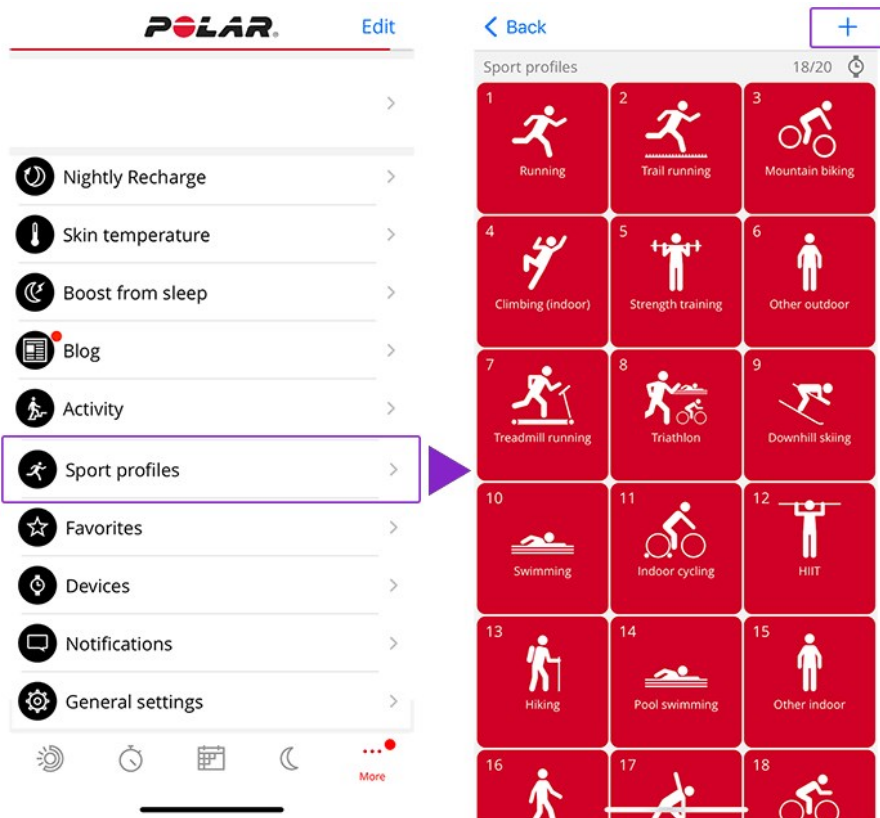 POLAR
Edit
Nightly Recharge
Skin temperature
Boost from sleep
Blog
Activity
Sport profiles
Favorites
Devices
Notifications
General settings
More
Back
+
Sport profiles 18/20
1 2 3
Running Trail running Mountain biking
4 5 6
Climbing (indoor) Strength training Other outdoor
7 8 9
Treadmill running Triathlon Downhill skiing
10 11 12
Swimming Indoor cycling HIIT
13 14 15
Hiking Pool swimming Other indoor
16 17 18